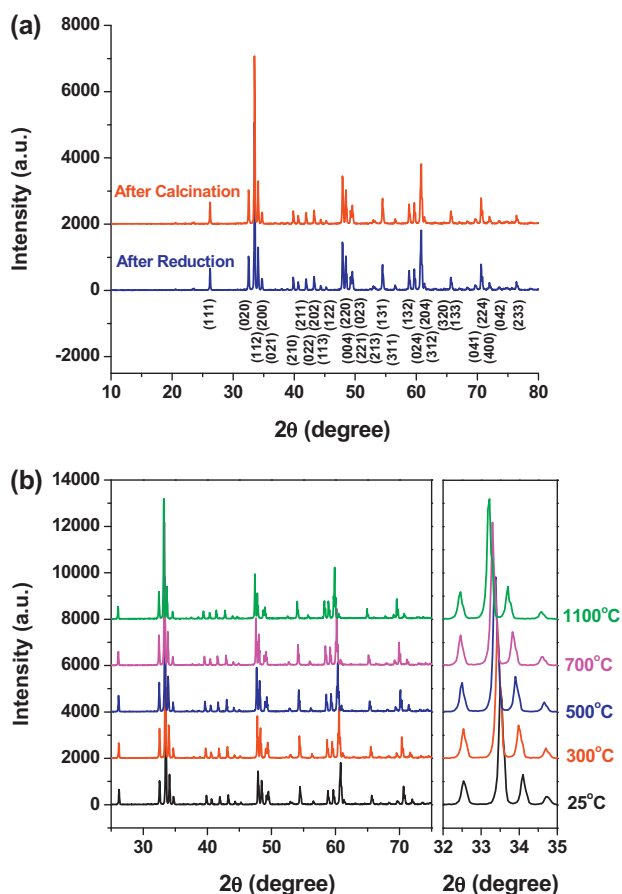 (a)
8000
6000
4000
2000
0
-2000
Intensity (a.u.)
After Calcination
After Reduction
(111)
(020)
(112)
(200)
(021)
(210)
(211)
(022)
(202)
(113)
(122)
(004)
(220)
(221)
(023)
(213)
(131)
(311)
(132)
(024)
(204)
(312)
(320)
(133)
(041)
(224)
(400)
(042)
(233)
10 20 30 40 50 60 70 80
2θ (degree)
(b)
14000
12000
10000
8000
6000
4000
2000
0
Intensity (a.u.)
1100°C
700°C
500°C
300°C
25°C
30 40 50 60 70
32 33 34 35
2θ (degree) 2θ (degree)